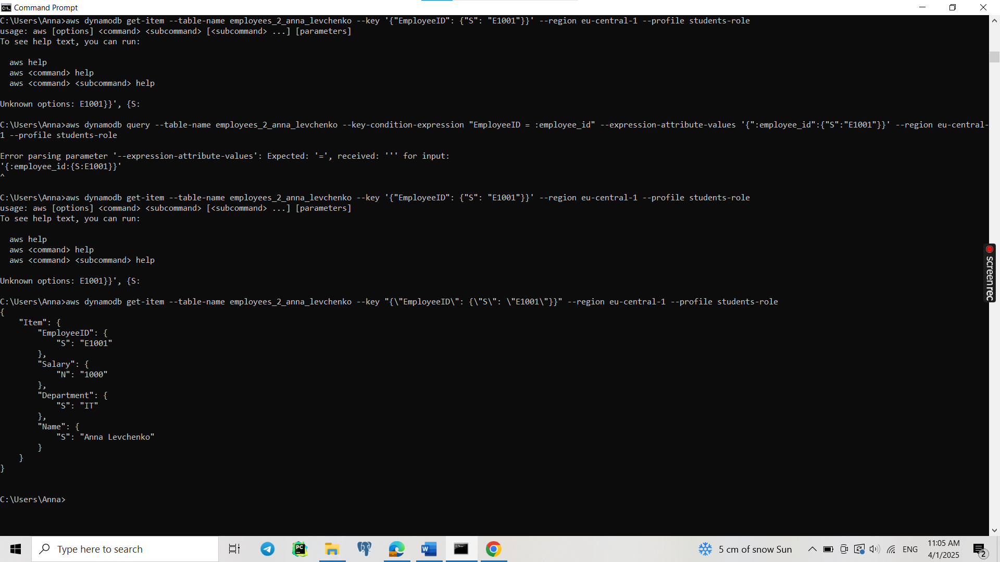 Command Prompt
C:\Users\Anna>aws dynamodb get-item --table-name employees_2_anna_levchenko --key '{"EmployeeID": {"S": "E1001"}}' --region eu-central-1 --profile students-role
usage: aws [options] <command> <subcommand> [<subcommand> ...] [parameters]
To see help text, you can run:
aws help
aws <command> help
aws <command> <subcommand> help
Unknown options: E1001}}', {S:
C:\Users\Anna>aws dynamodb query --table-name employees_2_anna_levchenko --key-condition-expression "EmployeeID = :employee_id" --expression-attribute-values '{":employee_id":{"S":"E1001"}}' --region eu-central-
1 --profile students-role
Error parsing parameter '--expression-attribute-values': Expected: '=', received: ''' for input:
'{:employee_id:{S:E1001}}'
^
C:\Users\Anna>aws dynamodb get-item --table-name employees_2_anna_levchenko --key '{"EmployeeID": {"S": "E1001"}}' --region eu-central-1 --profile students-role
usage: aws [options] <command> <subcommand> [<subcommand> ...] [parameters]
To see help text, you can run:
aws help
aws <command> help
aws <command> <subcommand> help
Unknown options: E1001}}', {S:
C:\Users\Anna>aws dynamodb get-item --table-name employees_2_anna_levchenko --key "{\"EmployeeID\": {\"S\": \"E1001\"}}" --region eu-central-1 --profile students-role
{
"Item": {
"EmployeeID": {
"S": "E1001"
},
"Salary": {
"N": "1000"
},
"Department": {
"S": "IT"
},
"Name": {
"S": "Anna Levchenko"
}
}
}
C:\Users\Anna>
screenrec
Type here to search
PC
W
5 cm of snow Sun
ENG
11:05 AM
4/1/2025
2